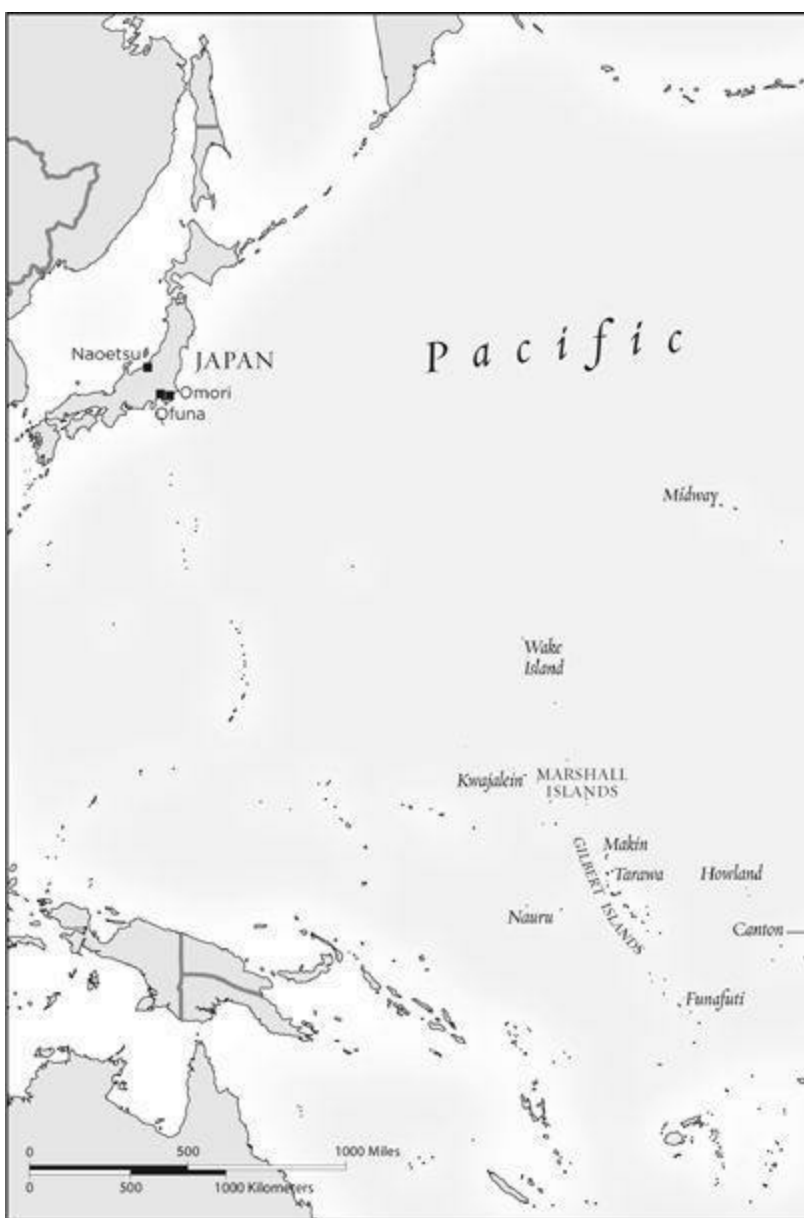 Pacific
Naoetsu
JAPAN
Omori
Ofuna
Midway
Wake
Island
Kwajalein
MARSHALL
ISLANDS
Makin
GILBERT ISLANDS
Tarawa
Howland
Nauru
Canton
Funafuti
0 500 1000 Miles
0 500 1000 Kilometers